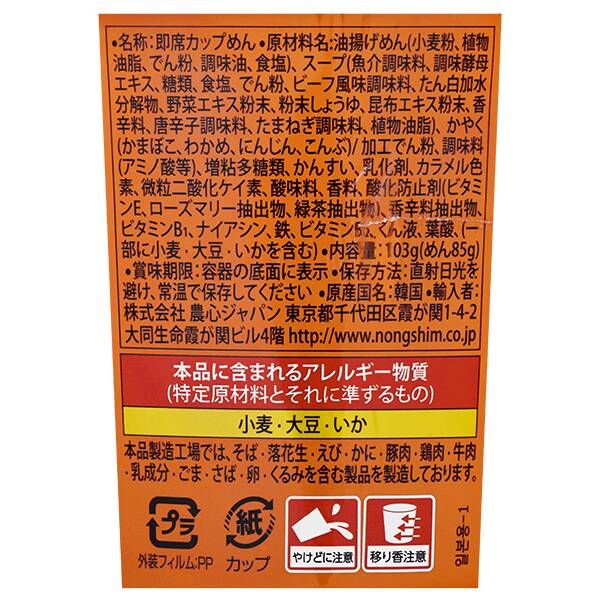 •名称：即席カップめん •原材料名：油揚げめん(小麦粉、植物
油脂、でん粉、調味油、食塩)、スープ(魚介調味料、調味酵母
エキス、糖類、食塩、でん粉、ビーフ風味調味料、たん白加水
分解物、野菜エキス粉末、粉末しょうゆ、昆布エキス粉末、香
辛料、唐辛子調味料、たまねぎ調味料、植物油脂)、かやく
(かまぼこ、わかめ、にんじん、こんぶ)/ 加工でん粉、調味料
(アミノ酸等)、増粘多糖類、かんすい、乳化剤、カラメル色
素、微粒二酸化ケイ素、酸味料、香料、酸化防止剤(ビタミ
ンE、ローズマリー抽出物、緑茶抽出物)、香辛料抽出物、
ビタミンB₁、ナイアシン、鉄、ビタミンB₂、くん液、葉酸、(一
部に小麦・大豆・いかを含む) •内容量：103g(めん85g)
•賞味期限：容器の底面に表示 •保存方法：直射日光を
避け、常温で保存してください •原産国名：韓国 •輸入者：
株式会社 農心ジャパン 東京都千代田区霞が関1-4-2
大同生命霞が関ビル4階 http://www.nongshim.co.jp
本品に含まれるアレルギー物質
(特定原材料とそれに準ずるもの)
小麦・大豆・いか
本品製造工場では、そば・落花生・えび・かに・豚肉・鶏肉・牛肉
・乳成分・ごま・さば・卵・くるみを含む製品を製造しております。
プラ
外装フィルム：PP
紙
カップ
やけどに注意
移り香注意
일본용-1